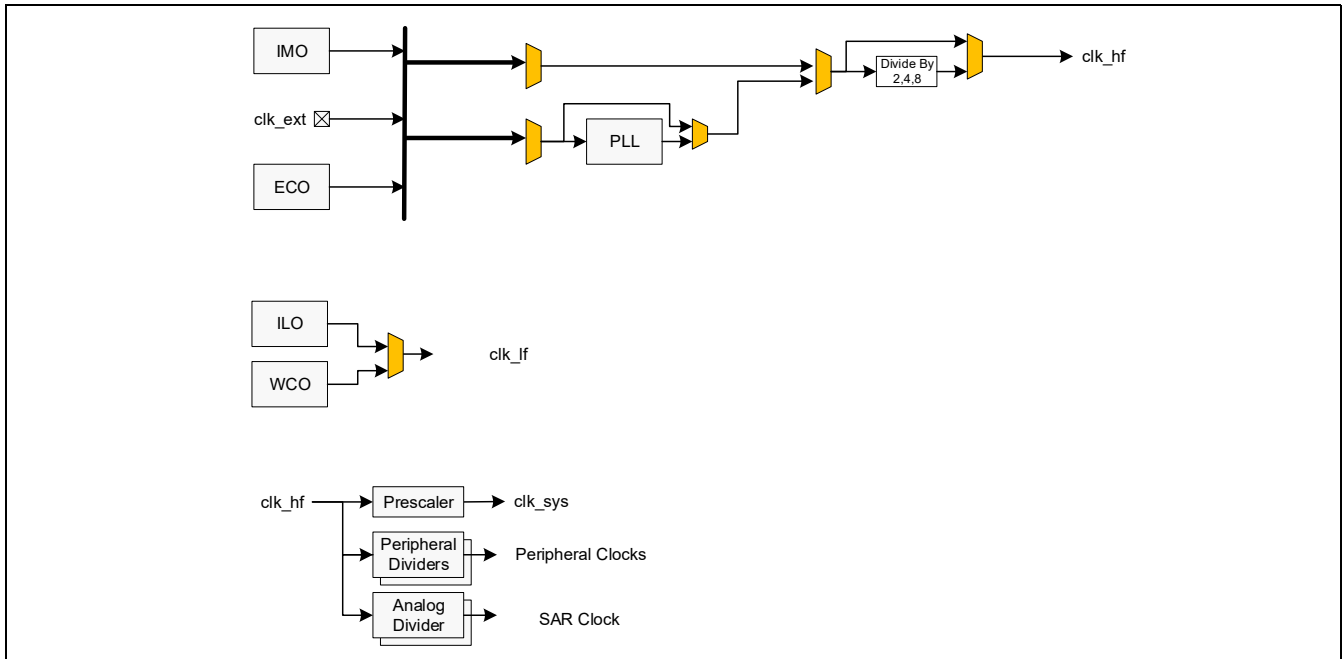 IMO
clk_ext
ECO
PLL
Divide By
2,4,8
clk_hf
ILO
WCO
clk_lf
clk_hf
Prescaler
clk_sys
Peripheral
Dividers
Peripheral Clocks
Analog
Divider
SAR Clock